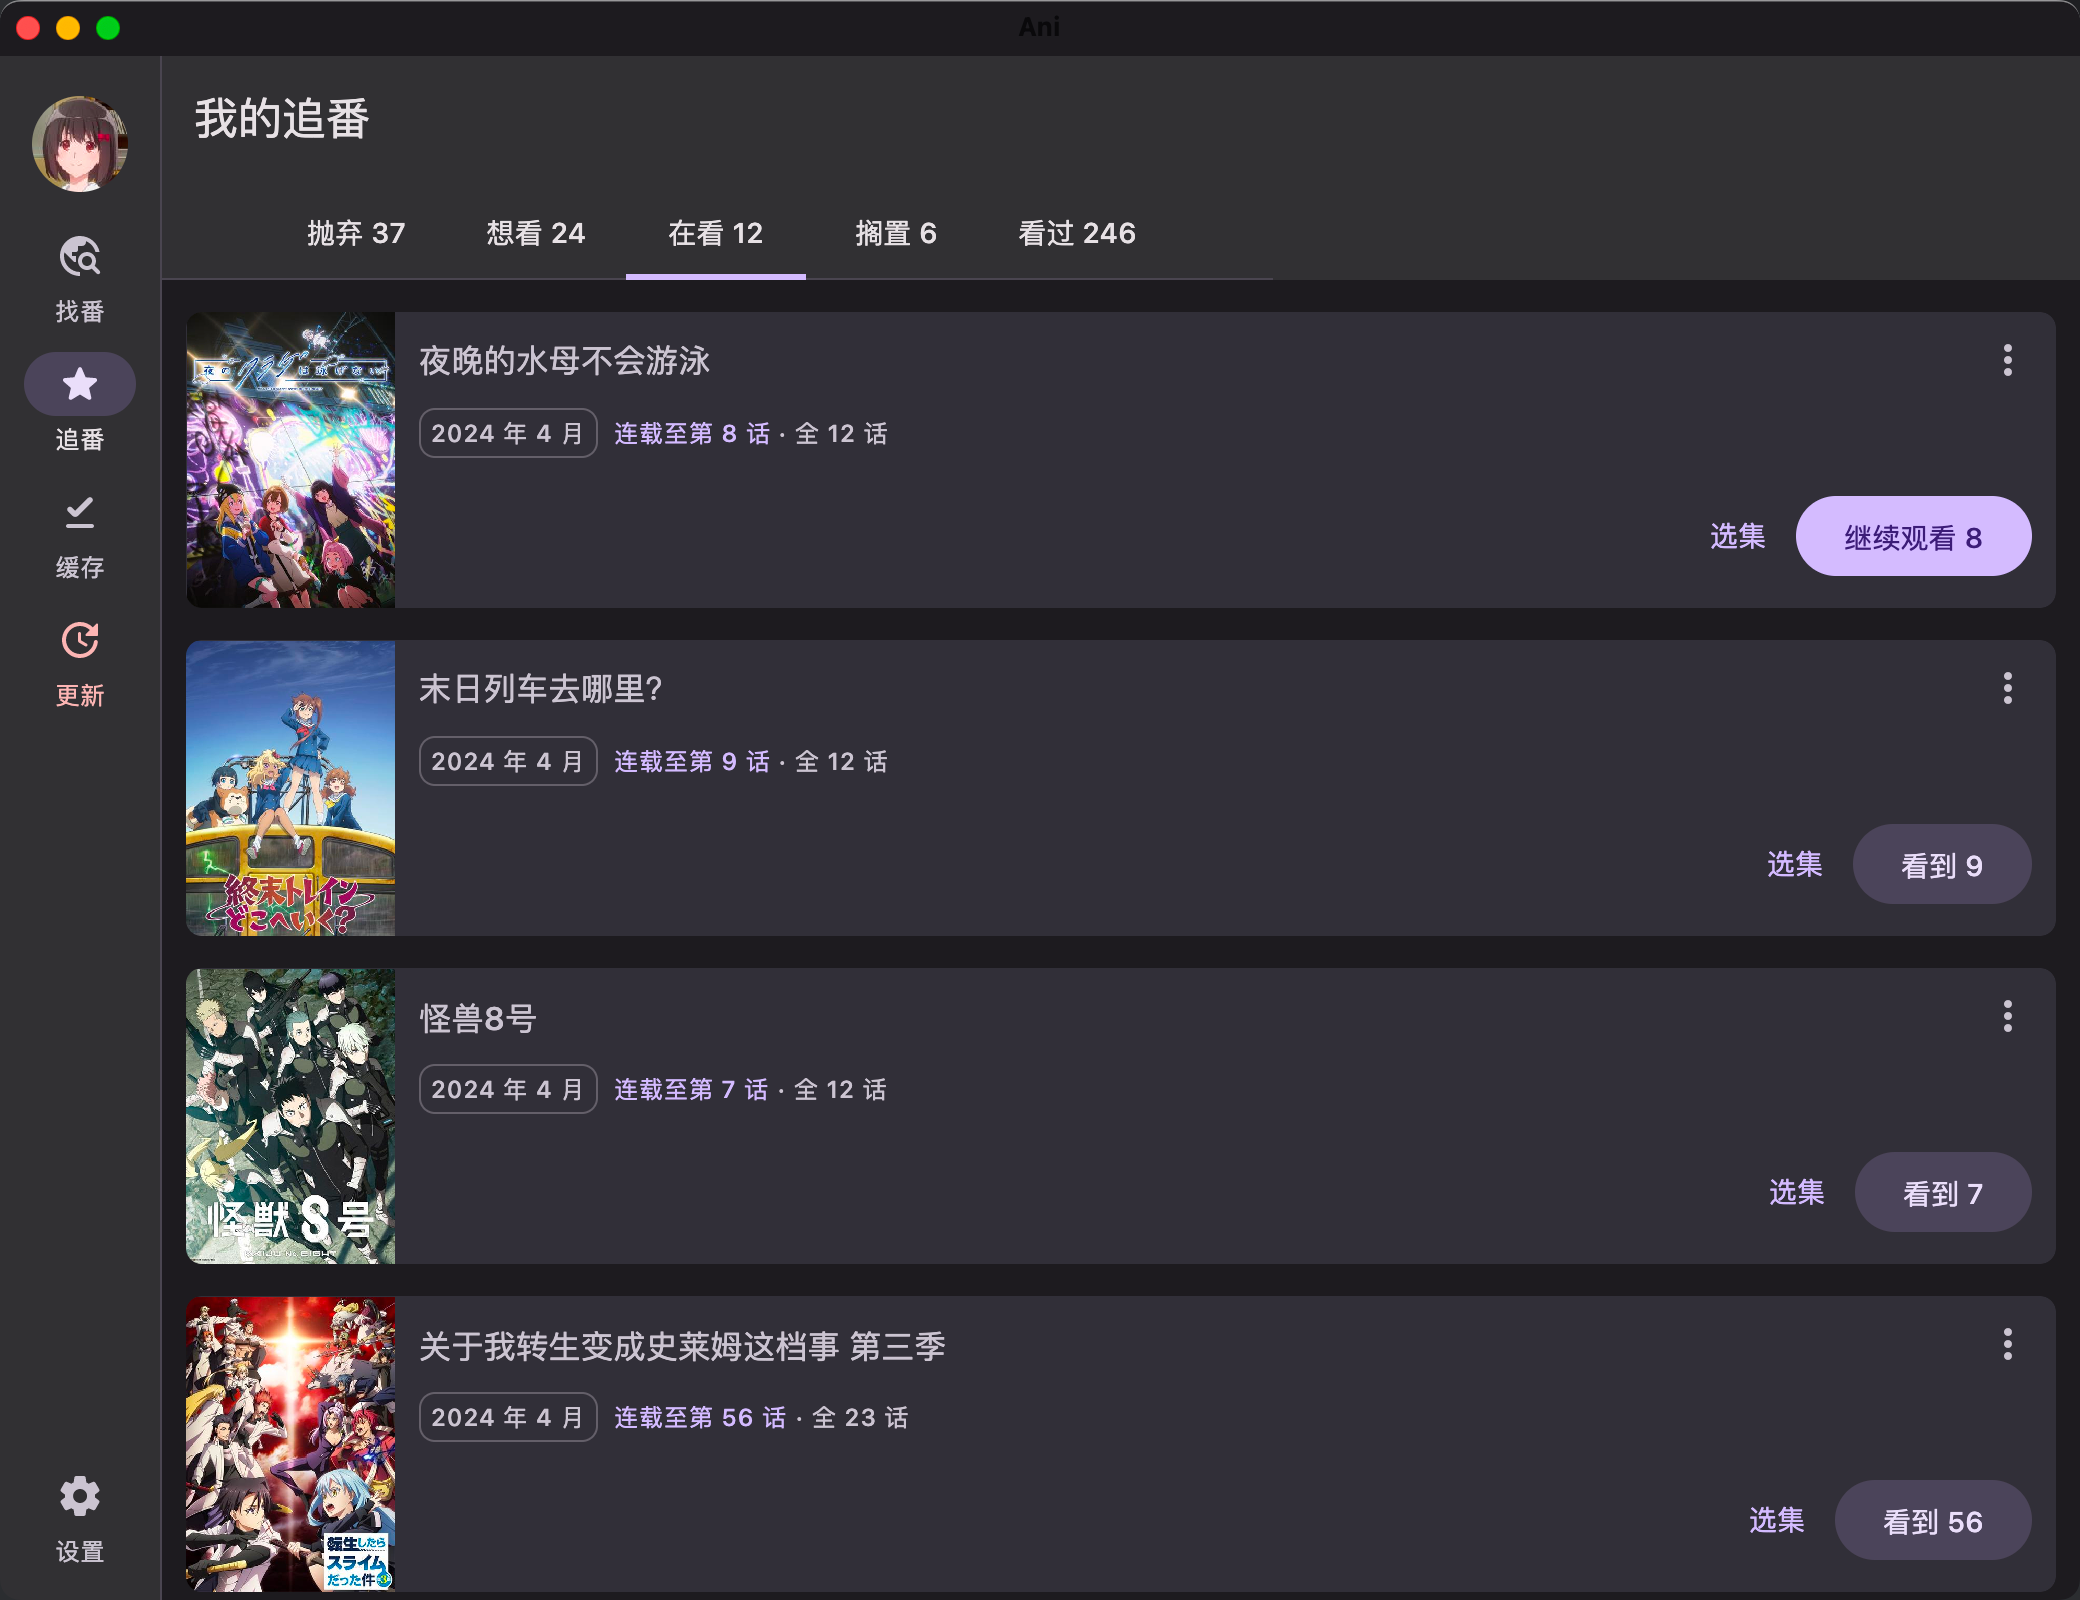 Ani
我的追番
抛弃 37
想看 24
在看 12
搁置 6
看过 246
找番
追番
缓存
更新
设置
夜のクラゲは泳げない
夜晚的水母不会游泳
2024 年 4 月
连载至第 8 话 · 全 12 话
选集
继续观看 8
終末トレイン
どこへいく?
末日列车去哪里?
2024 年 4 月
连载至第 9 话 · 全 12 话
选集
看到 9
怪獣8号
KAIJU No. EIGHT
怪兽8号
2024 年 4 月
连载至第 7 话 · 全 12 话
选集
看到 7
転生したら
スライム
だった件
关于我转生变成史莱姆这档事 第三季
2024 年 4 月
连载至第 56 话 · 全 23 话
选集
看到 56